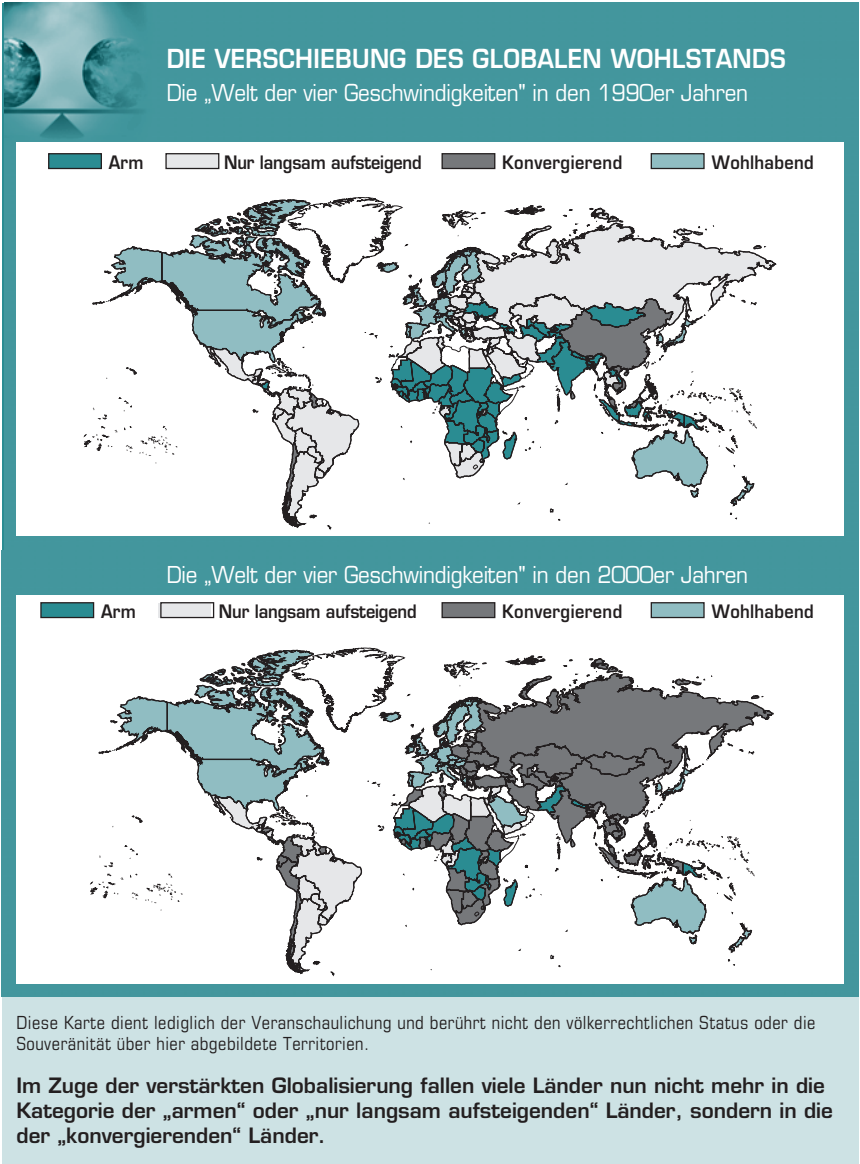 DIE VERSCHIEBUNG DES GLOBALEN WOHLSTANDS
Die „Welt der vier Geschwindigkeiten" in den 1990er Jahren
Arm Nur langsam aufsteigend Konvergierend Wohlhabend
Die „Welt der vier Geschwindigkeiten" in den 2000er Jahren
Arm Nur langsam aufsteigend Konvergierend Wohlhabend
Diese Karte dient lediglich der Veranschaulichung und berührt nicht den völkerrechtlichen Status oder die
Souveränität über hier abgebildete Territorien.
Im Zuge der verstärkten Globalisierung fallen viele Länder nun nicht mehr in die
Kategorie der „armen“ oder „nur langsam aufsteigenden“ Länder, sondern in die
der „konvergierenden“ Länder.